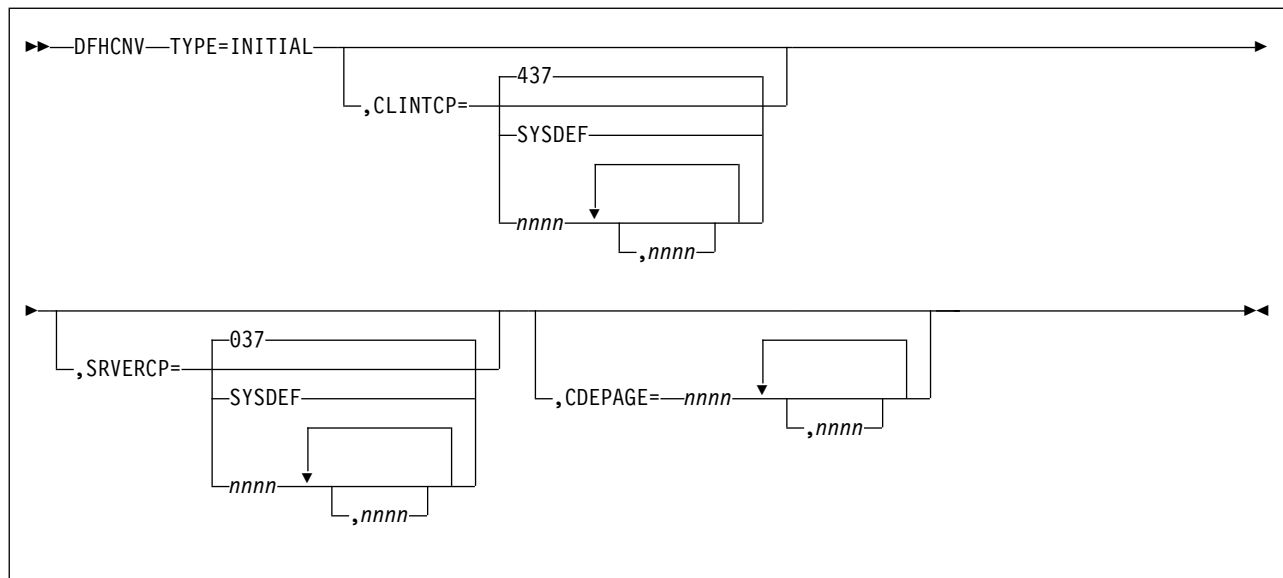 DFHCNV TYPE=INITIAL
,CLINTCP=
437
SYSDEF
nnnn
,nnnn
,SRVERCP=
037
SYSDEF
nnnn
,nnnn
,CDEPAGE= nnnn
,nnnn